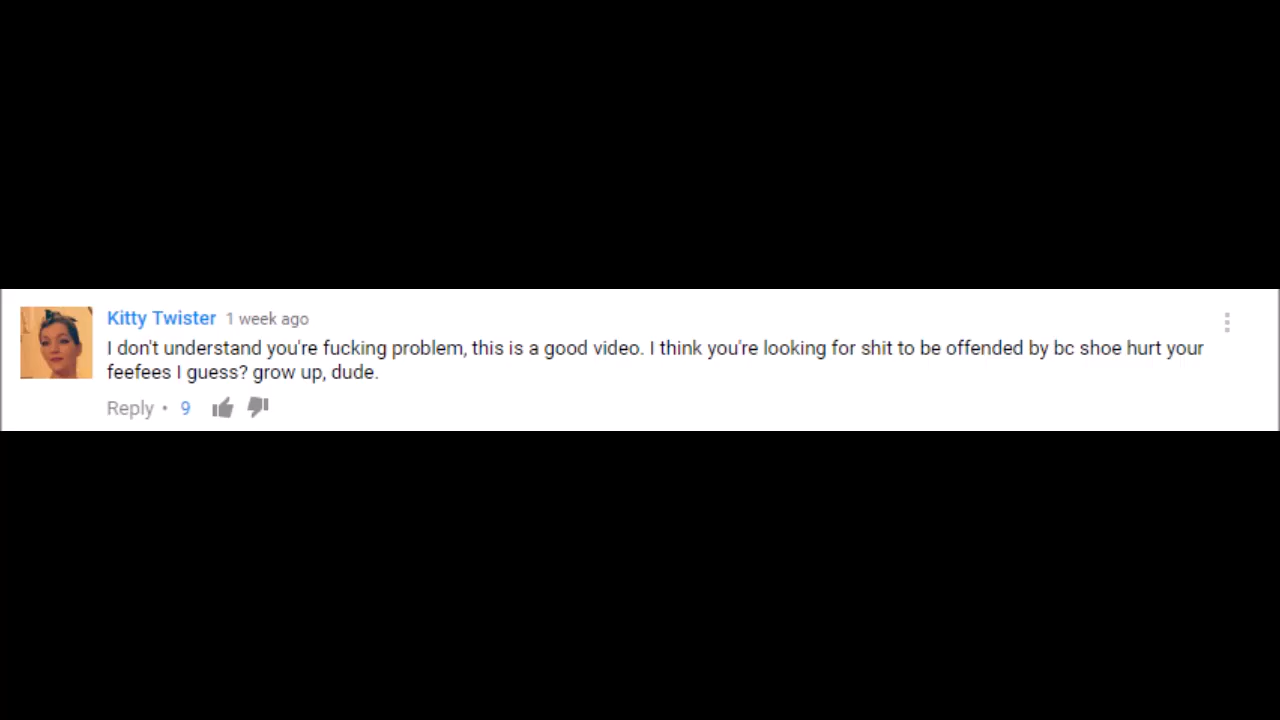 Kitty Twister 1 week ago
I don't understand you're fucking problem, this is a good video. I think you're looking for shit to be offended by bc shoe hurt your
feefees I guess? grow up, dude.
Reply • 9